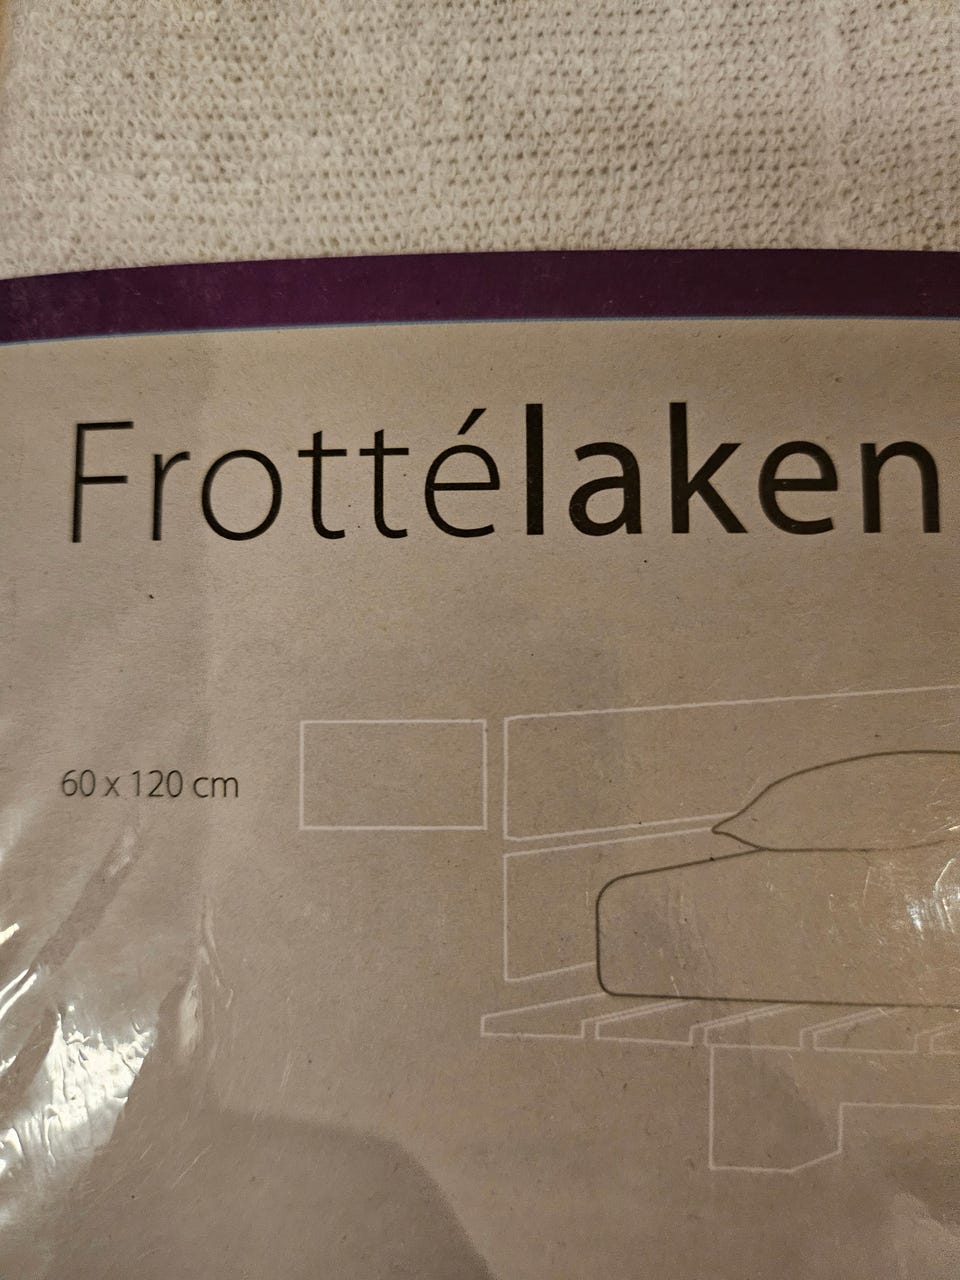 Frottélaken
60 x 120 cm